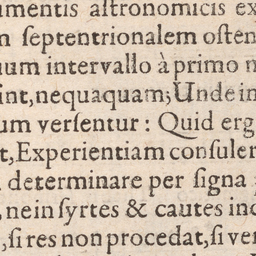 umentis aſtronomicis ex
m ſeptentrionalem oſten
uum intervallo à primo m
int, nequaquam; Unde in
um verſentur: Quid erg
t, Experientiam conſuler
determinare per ſigna
, ne in ſyrtes & cautes inc
, ſi res non procedat, ſi ver